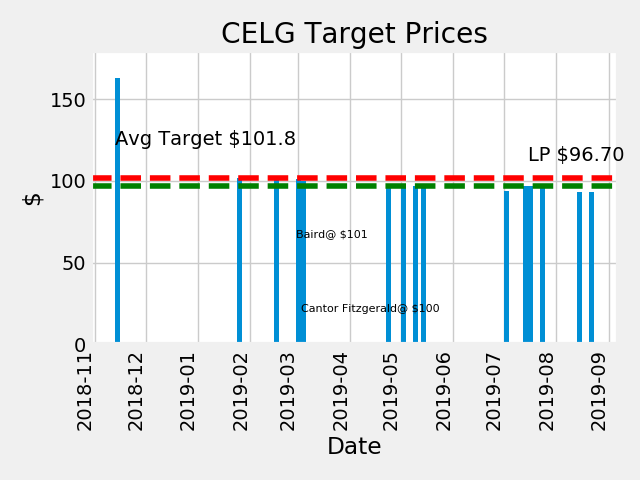 CELG Target Prices
150
Avg Target $101.8
LP $96.70
100
$
Baird@ $101
50
Cantor Fitzgerald@ $100
0
2018-11
2018-12
2019-01
2019-02
2019-03
2019-04
2019-05
2019-06
2019-07
2019-08
2019-09
Date